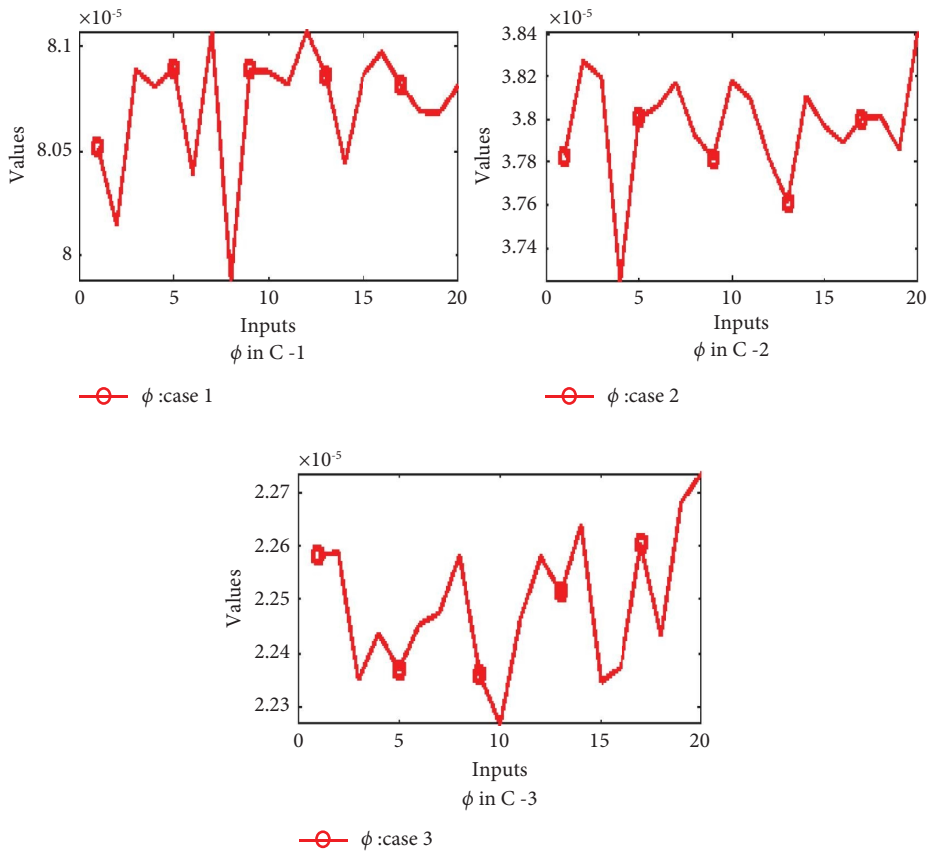 ×10⁻⁵
8.1
8.05
8
Values
0 5 10 15 20
Inputs
ϕ in C -1
ϕ :case 1
×10⁻⁵
3.84
3.82
3.8
3.78
3.76
3.74
Values
0 5 10 15 20
Inputs
ϕ in C -2
ϕ :case 2
×10⁻⁵
2.27
2.26
2.25
2.24
2.23
Values
0 5 10 15 20
Inputs
ϕ in C -3
ϕ :case 3